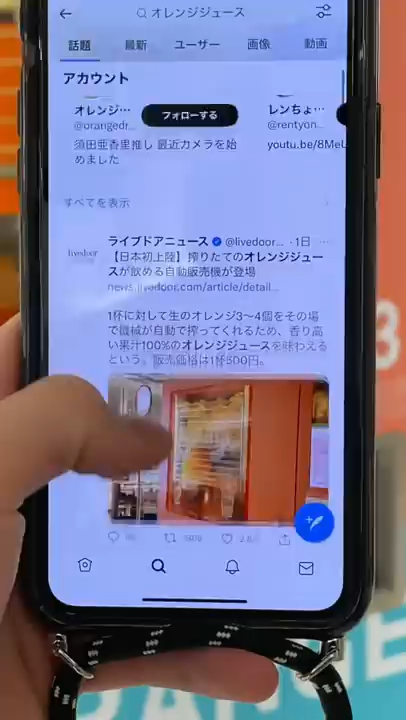 オレンジジュース
話題 最新 ユーザー 画像 動画
アカウント
オレンジ…
@orangedr...
フォローする
須田亜香里推し 最近カメラを始
めました
レンちょ…
@rentyon...
youtu.be/8MeU
すべてを表示
livedoor
ライブドアニュース @livedoor... ·1日
【日本初上陸】搾りたてのオレンジジュー
スが飲める自動販売機が登場
news.livedoor.com/article/detail...
1杯に対して生のオレンジ3〜4個をその場
で機械が自動で搾ってくれるため、香り高
い果汁100%のオレンジジュースを味わえる
という。販売価格は1杯500円。
3